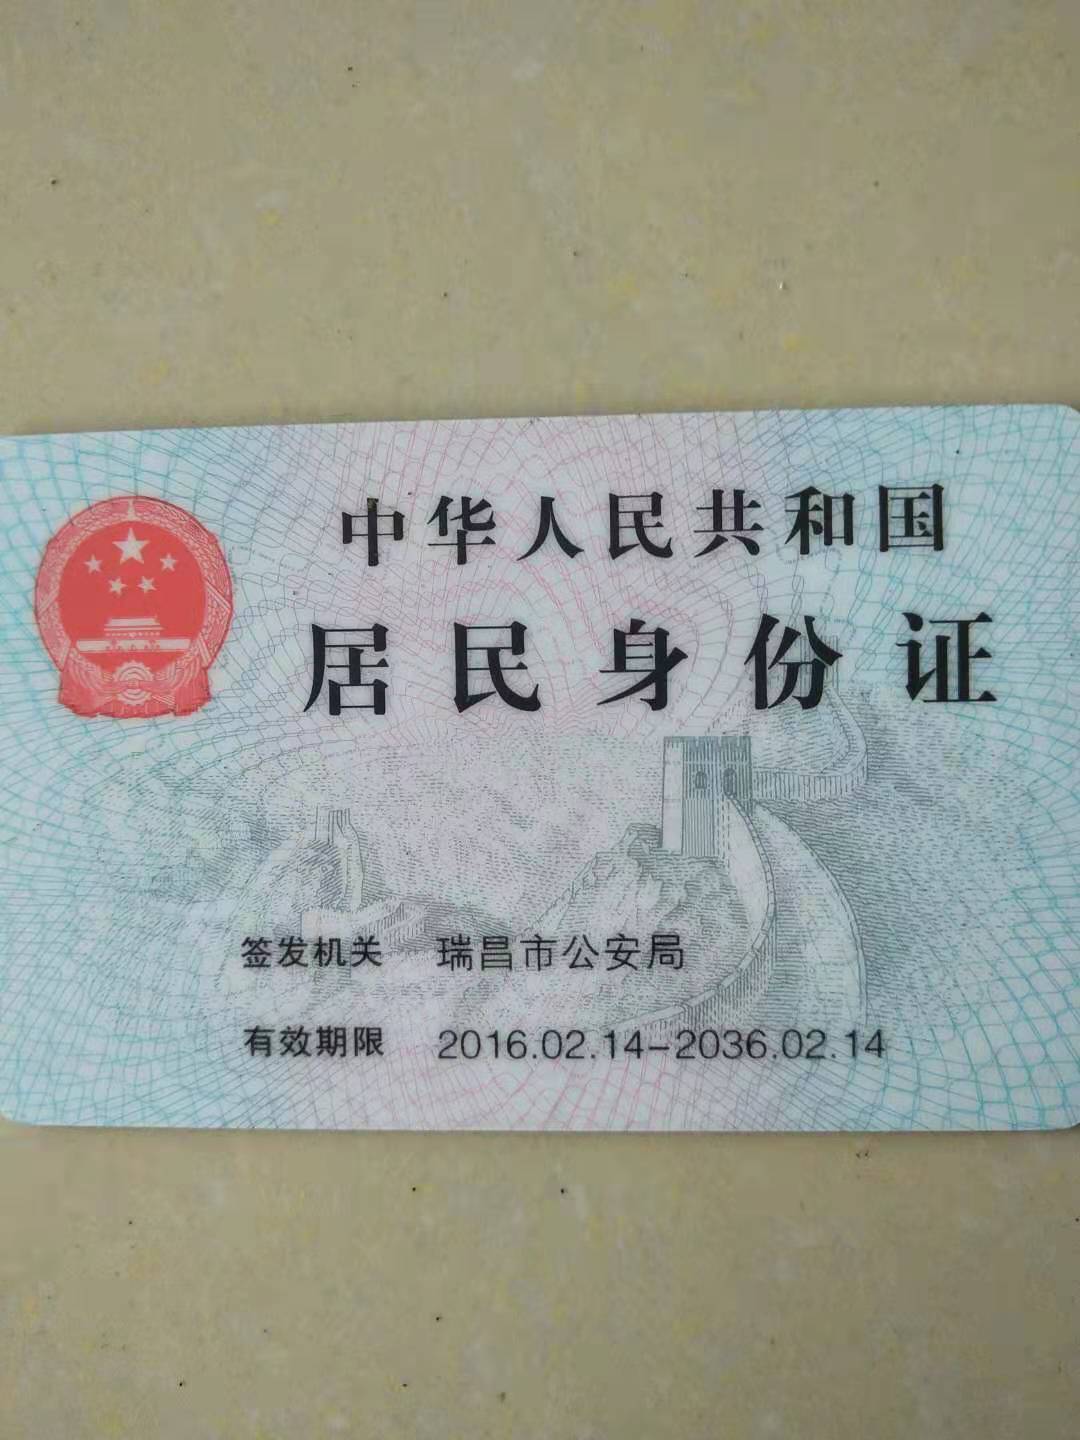 中华人民共和国
居民身份证
签发机关 瑞昌市公安局
有效期限 2016.02.14-2036.02.14